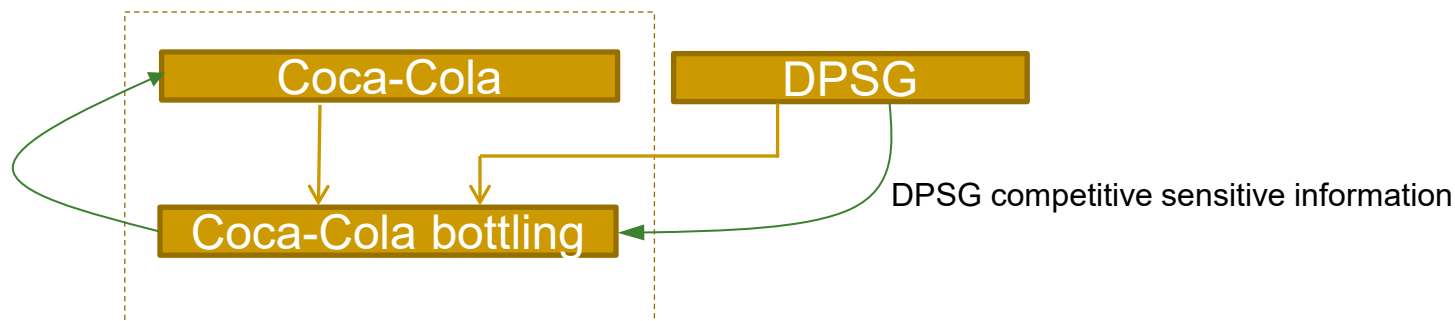 Coca-Cola
DPSG
DPSG competitive sensitive information
Coca-Cola bottling